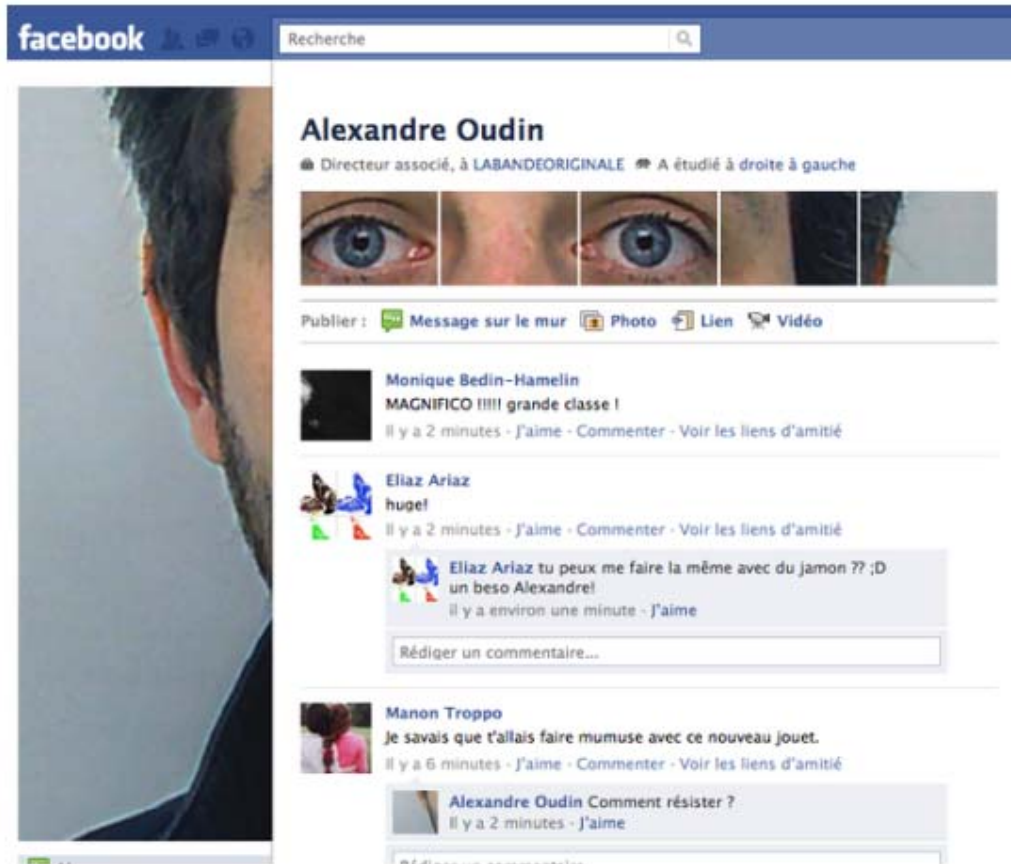 facebook
Recherche
Alexandre Oudin
Directeur associé, à LABANDEORIGINALE A étudié à droite à gauche
Publier : Message sur le mur Photo Lien Vidéo
Monique Bedin-Hamelin
MAGNIFICO !!!!! grande classe !
Il y a 2 minutes · J'aime · Commenter · Voir les liens d'amitié
Eliaz Ariaz
huge!
Il y a 2 minutes · J'aime · Commenter · Voir les liens d'amitié
Eliaz Ariaz tu peux me faire la même avec du jamon ?? ;D
un beso Alexandre!
il y a environ une minute · J'aime
Rédiger un commentaire...
Manon Troppo
Je savais que t'allais faire mumuse avec ce nouveau jouet.
Il y a 6 minutes · J'aime · Commenter · Voir les liens d'amitié
Alexandre Oudin Comment résister ?
Il y a 2 minutes · J'aime
Rédiger un commentaire...